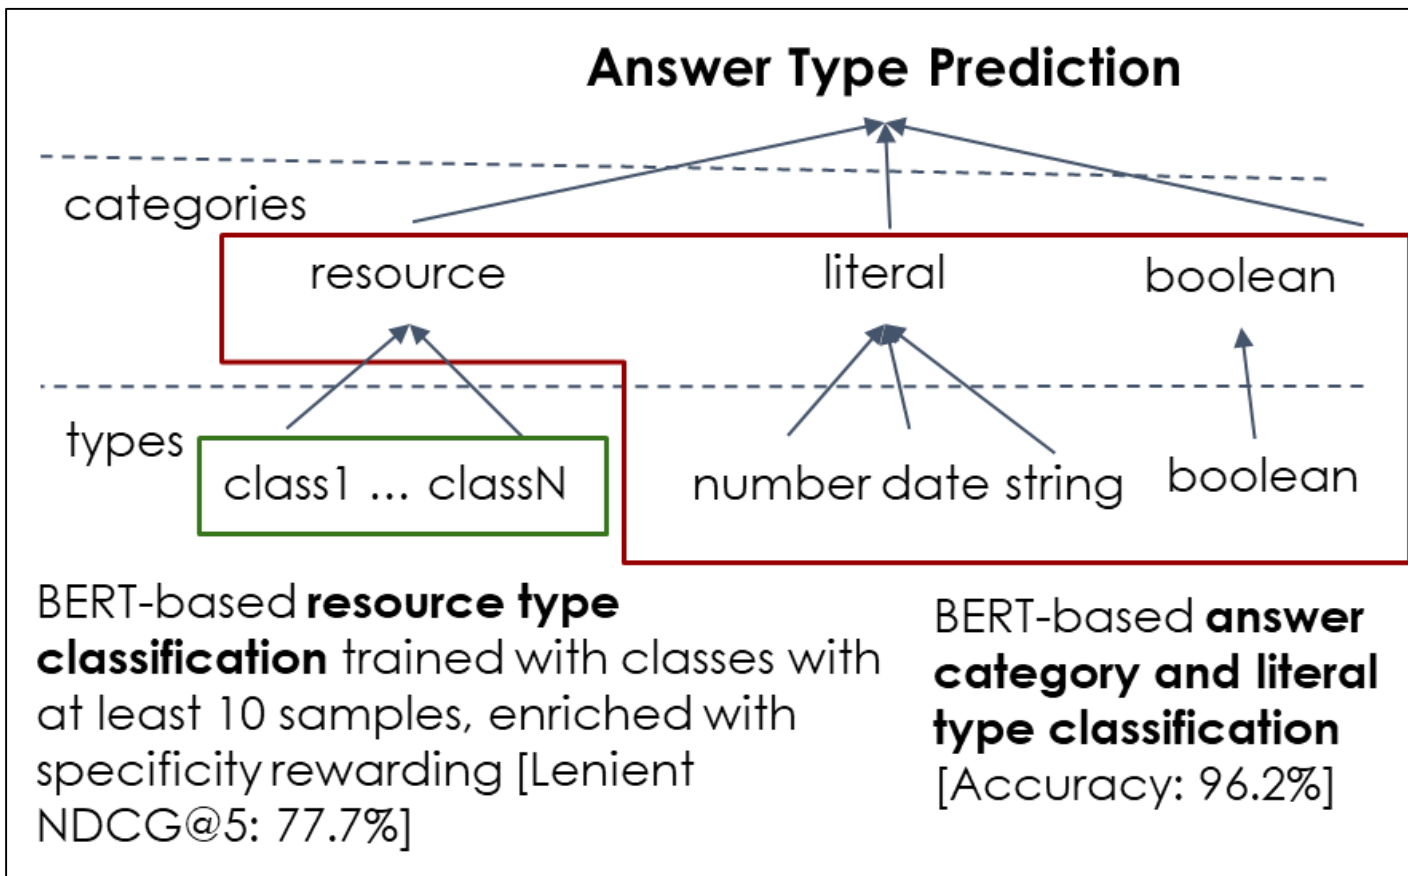 Answer Type Prediction
categories
resource literal boolean
types
class1 ... classN number date string boolean
BERT-based resource type
classification trained with classes with
at least 10 samples, enriched with
specificity rewarding [Lenient
NDCG@5: 77.7%]
BERT-based answer
category and literal
type classification
[Accuracy: 96.2%]